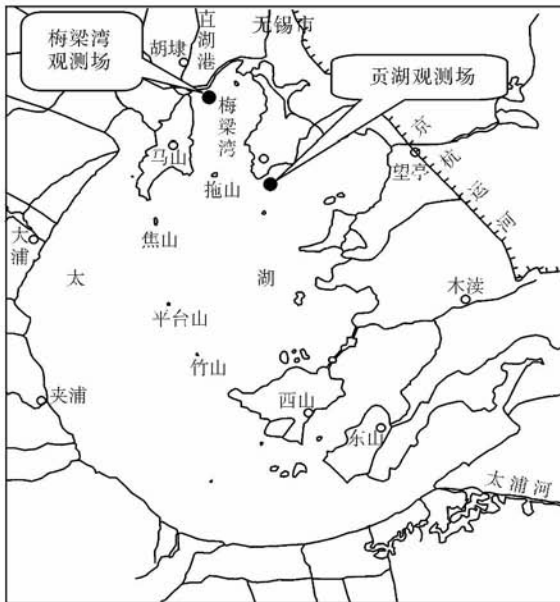 梅梁湾
观测场
胡埭
直湖港
无锡市
贡湖观测场
梅梁湾
马山
拖山
望亭
京杭运河
大浦
焦山
太湖
木渎
平台山
竹山
夹浦
西山
东山
太浦河